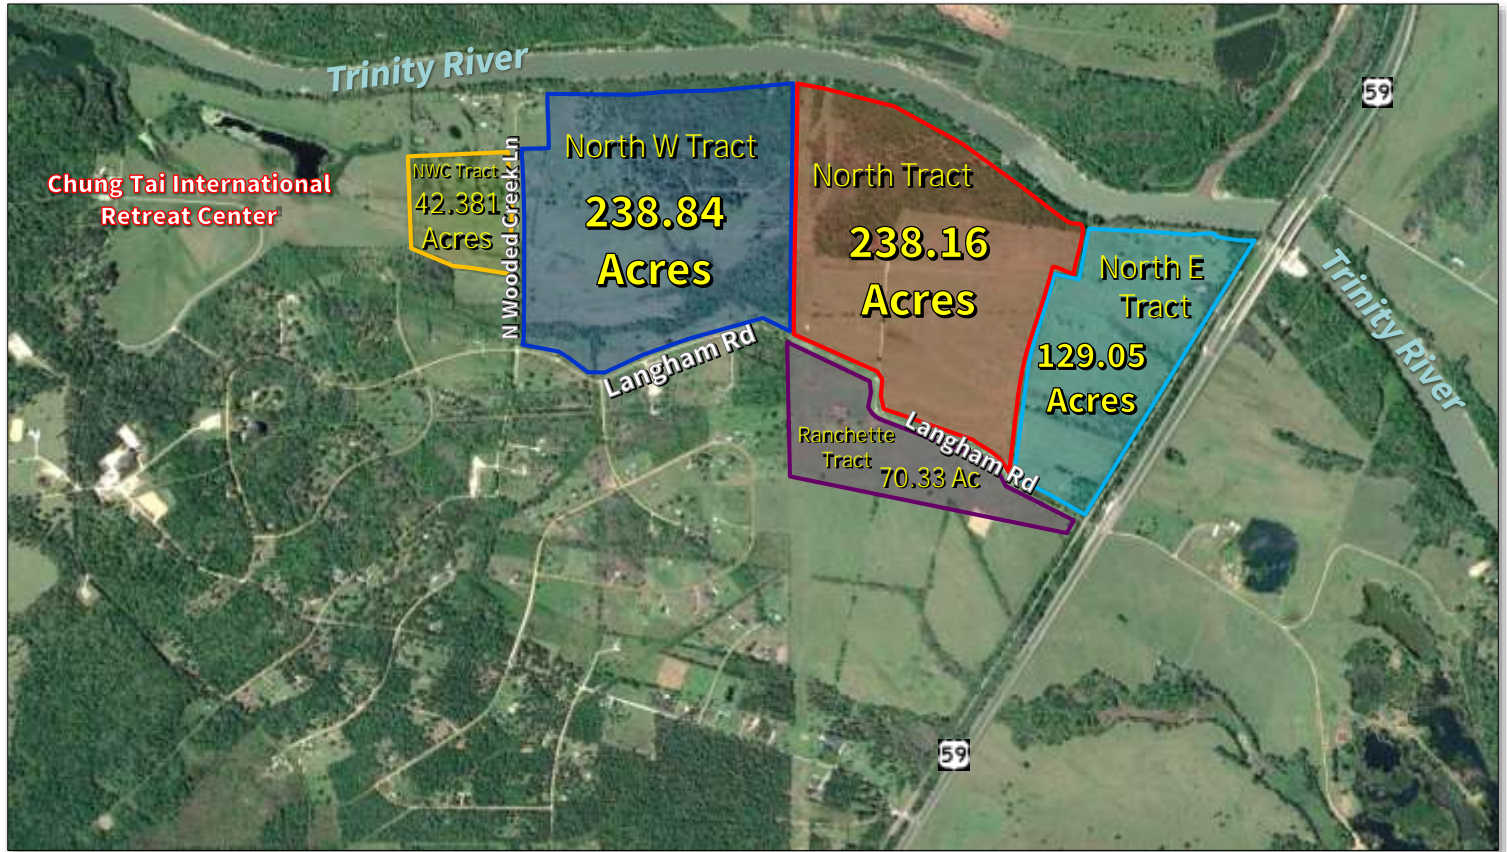 Trinity River
59
North W Tract
238.84
Acres
NWC Tract
42.381
Acres
N Wooded Creek Ln
Chung Tai International
Retreat Center
North Tract
238.16
Acres
North E
Tract
129.05
Acres
Trinity River
Langham Rd
Langham Rd
Ranchette
Tract
70.33 Ac
59